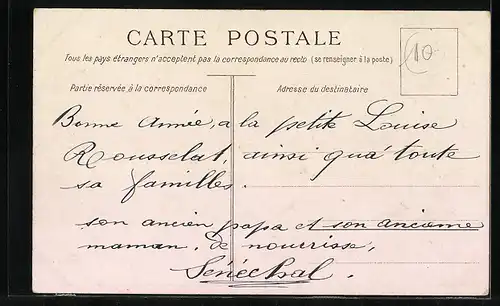 CARTE POSTALE
Tous les pays étrangers n'acceptent pas la correspondance au recto (se renseigner à la poste)
Partie réservée à la correspondance
Adresse du destinataire
10
Bonne Année, a la petite Louise
Rousselat, ainsi qu'a toute
sa familles.
son ancien papa et son ancienne
maman, de nourisse,
Sénéchal.